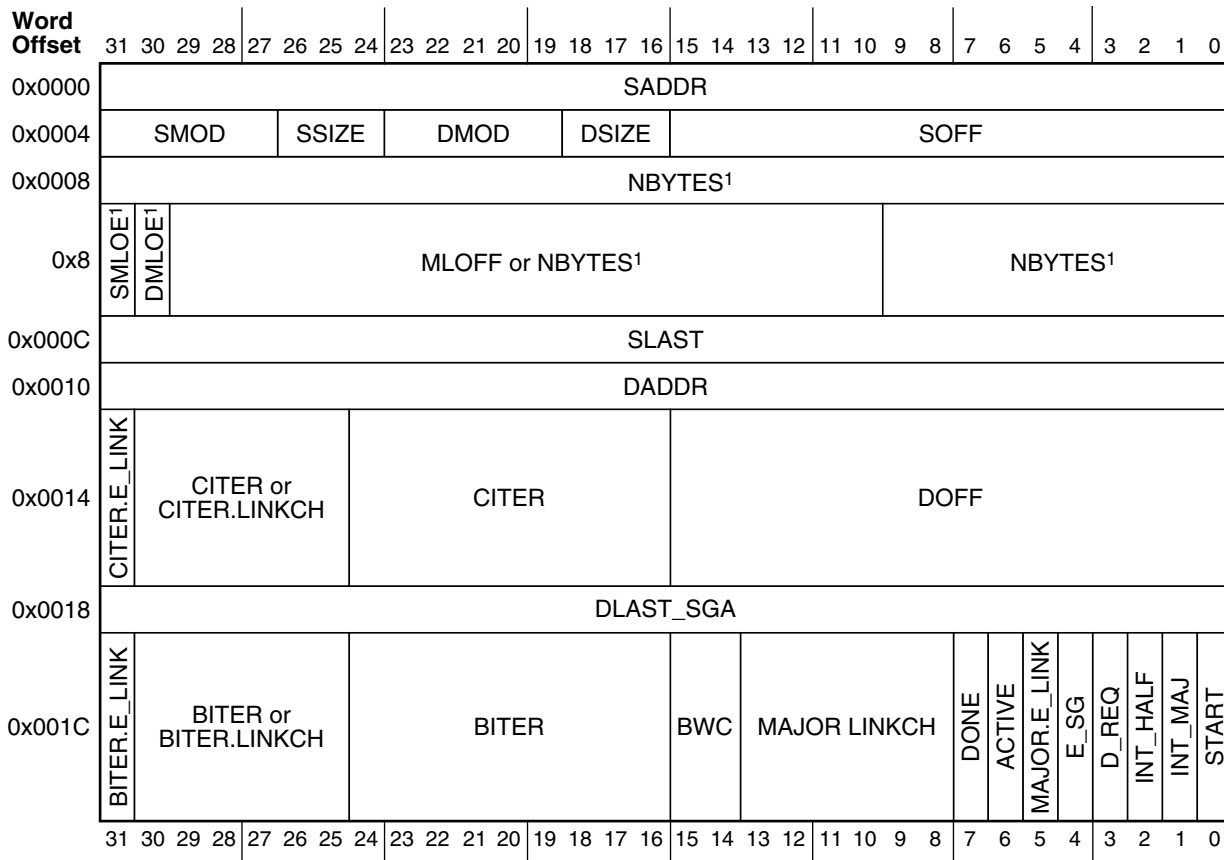 Word
Offset 31 30 29 28 27 26 25 24 23 22 21 20 19 18 17 16 15 14 13 12 11 10 9 8 7 6 5 4 3 2 1 0
0x0000 SADDR
0x0004 SMOD SSIZE DMOD DSIZE SOFF
0x0008 NBYTES¹
0x8 SMLOE¹ DMLOE¹ MLOFF or NBYTES¹ NBYTES¹
0x000C SLAST
0x0010 DADDR
0x0014 CITER.E_LINK CITER or
CITER.LINKCH CITER DOFF
0x0018 DLAST_SGA
0x001C BITER.E_LINK BITER or
BITER.LINKCH BITER BWC MAJOR LINKCH DONE ACTIVE MAJOR.E_LINK E_SG D_REQ INT_HALF INT_MAJ START
31 30 29 28 27 26 25 24 23 22 21 20 19 18 17 16 15 14 13 12 11 10 9 8 7 6 5 4 3 2 1 0